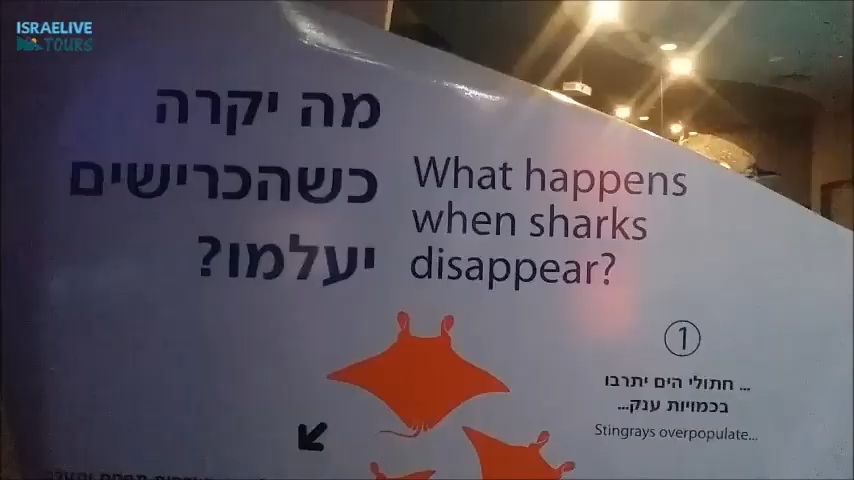 ISRAELIVE
TOURS
מה יקרה
כשהכרישים
יעלמו?
What happens
when sharks
disappear?
1
... חתולי הים יתרבו
בכמויות ענק...
Stingrays overpopulate...